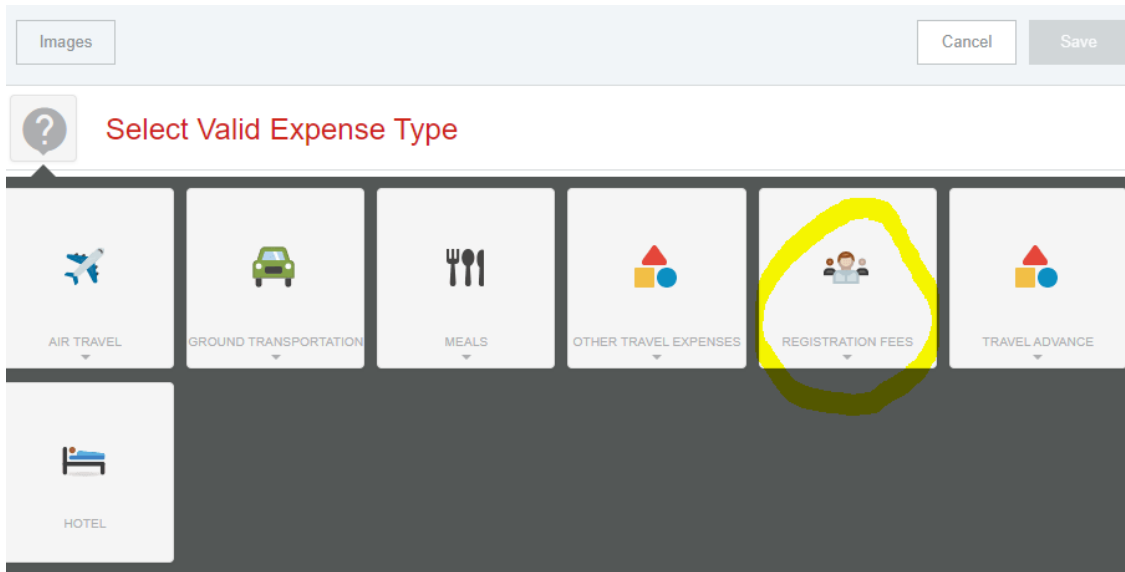 Images
Cancel
Save
?
Select Valid Expense Type
AIR TRAVEL
GROUND TRANSPORTATION
MEALS
OTHER TRAVEL EXPENSES
REGISTRATION FEES
TRAVEL ADVANCE
HOTEL